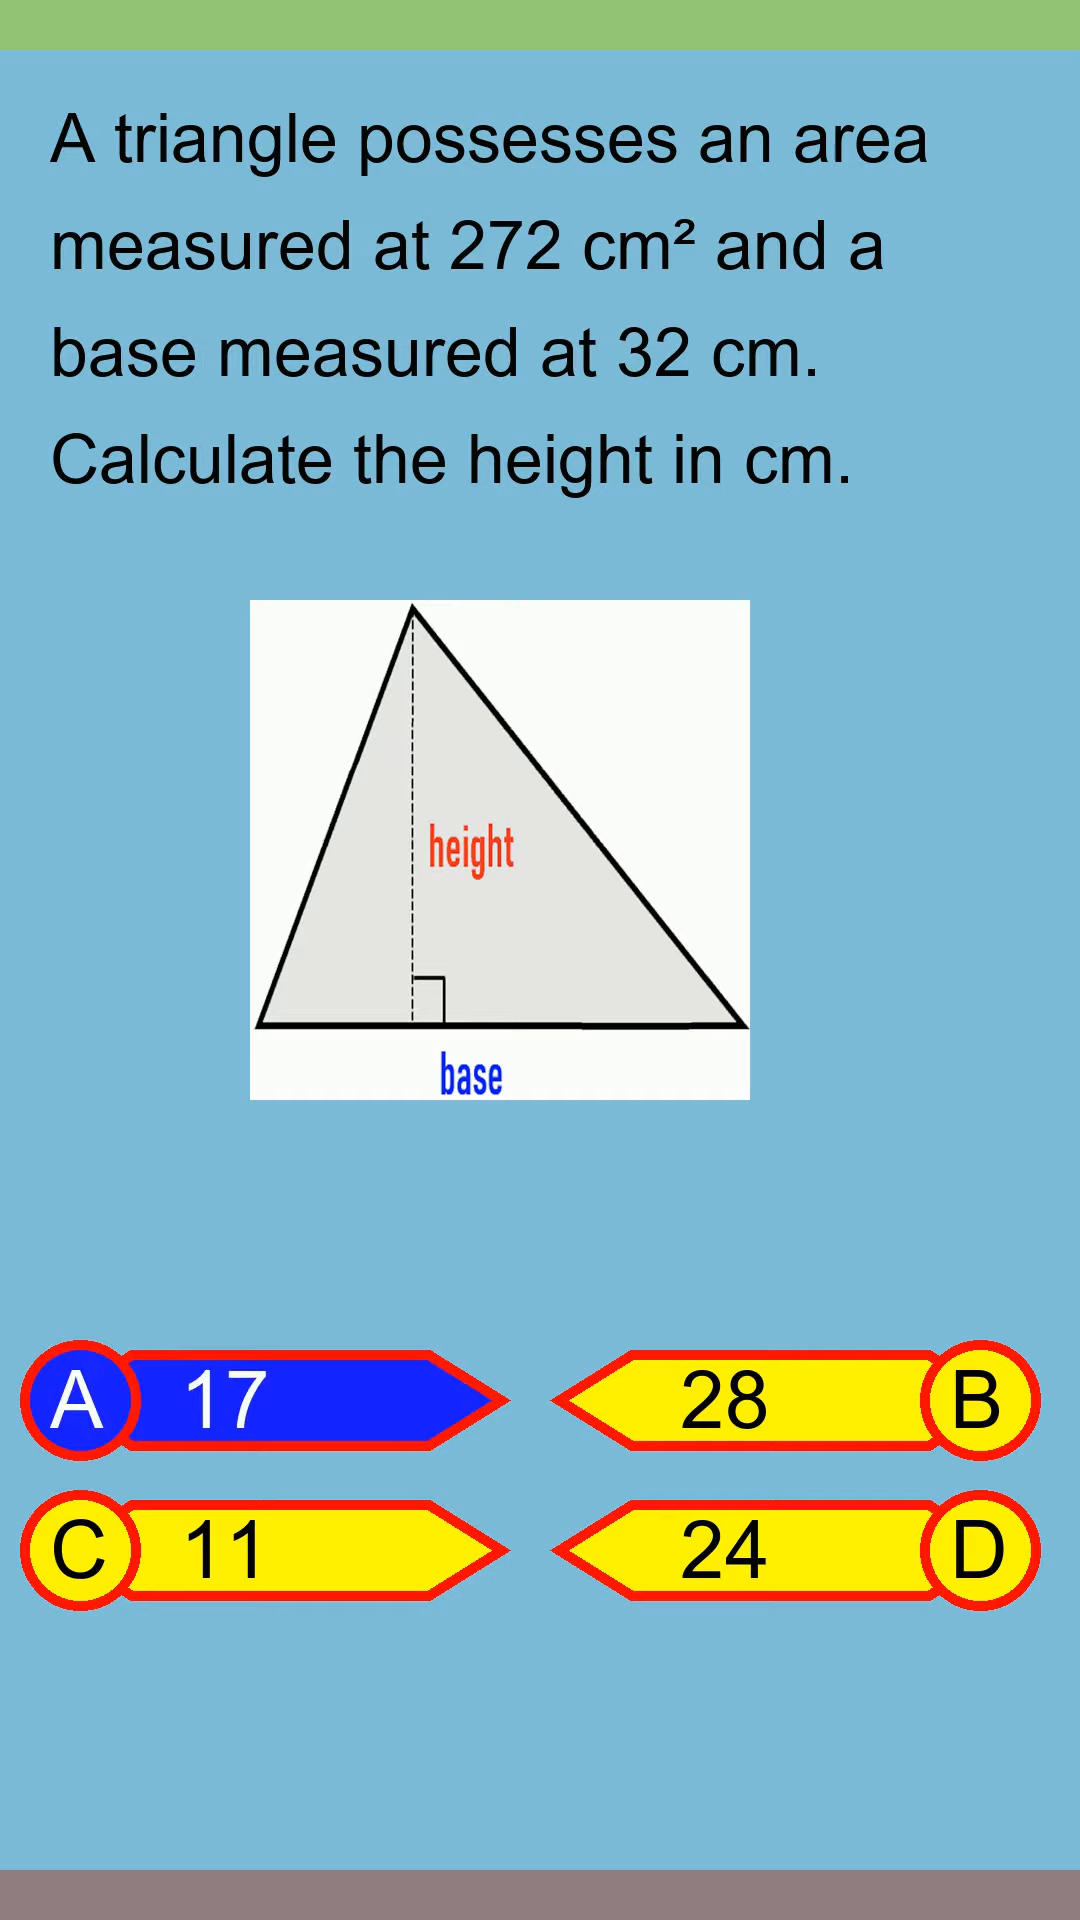 A triangle possesses an area
measured at 272 cm² and a
base measured at 32 cm.
Calculate the height in cm.
height
base
A 17
28 B
C 11
24 D